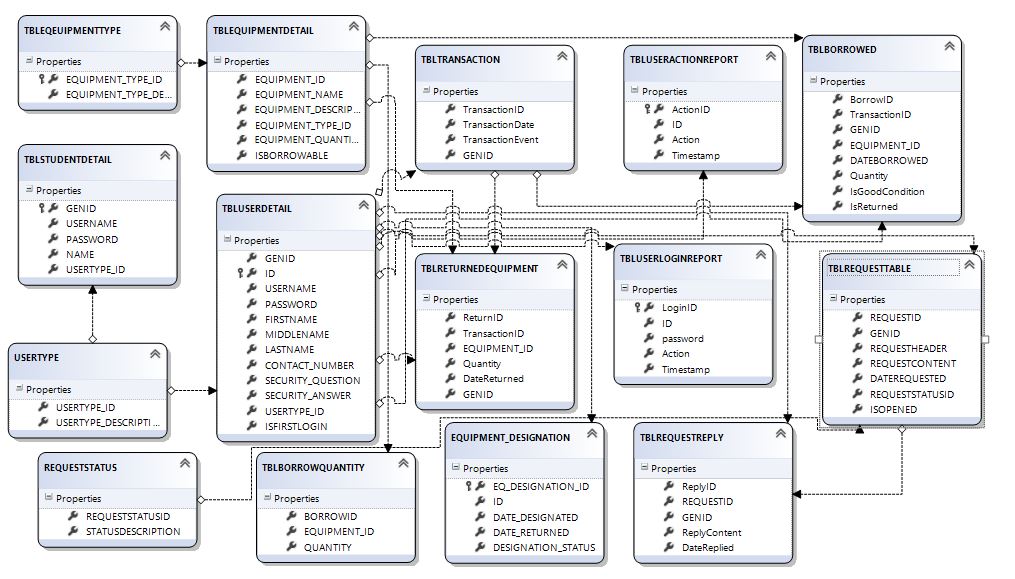 TBLEQEUIPMENTTYPE
Properties
EQUIPMENT_TYPE_ID
EQUIPMENT_TYPE_DE...
TBLEQUIPMENTDETAIL
Properties
EQUIPMENT_ID
EQUIPMENT_NAME
EQUIPMENT_DESCRIP...
EQUIPMENT_TYPE_ID
EQUIPMENT_QUANTI...
ISBORROWABLE
TBLTRANSACTION
Properties
TransactionID
TransactionDate
TransactionEvent
GENID
TBLUSERACTIONREPORT
Properties
ActionID
ID
Action
Timestamp
TBLBORROWED
Properties
BorrowID
TransactionID
GENID
EQUIPMENT_ID
DATEBORROWED
Quantity
IsGoodCondition
IsReturned
TBLSTUDENTDETAIL
Properties
GENID
USERNAME
PASSWORD
NAME
USERTYPE_ID
TBLUSERDETAIL
Properties
GENID
ID
USERNAME
PASSWORD
FIRSTNAME
MIDDLENAME
LASTNAME
CONTACT_NUMBER
SECURITY_QUESTION
SECURITY_ANSWER
USERTYPE_ID
ISFIRSTLOGIN
TBLRETURNEDEQUIPMENT
Properties
ReturnID
TransactionID
EQUIPMENT_ID
Quantity
DateReturned
GENID
TBLUSERLOGINREPORT
Properties
LoginID
ID
password
Action
Timestamp
TBLREQUESTTABLE
Properties
REQUESTID
GENID
REQUESTHEADER
REQUESTCONTENT
DATEREQUESTED
REQUESTSTATUSID
ISOPENED
USERTYPE
Properties
USERTYPE_ID
USERTYPE_DESCRIPTI...
REQUESTSTATUS
Properties
REQUESTSTATUSID
STATUSDESCRIPTION
TBLBORROWQUANTITY
Properties
BORROWID
EQUIPMENT_ID
QUANTITY
EQUIPMENT_DESIGNATION
Properties
EQ_DESIGNATION_ID
ID
DATE_DESIGNATED
DATE_RETURNED
DESIGNATION_STATUS
TBLREQUESTREPLY
Properties
ReplyID
REQUESTID
GENID
ReplyContent
DateReplied